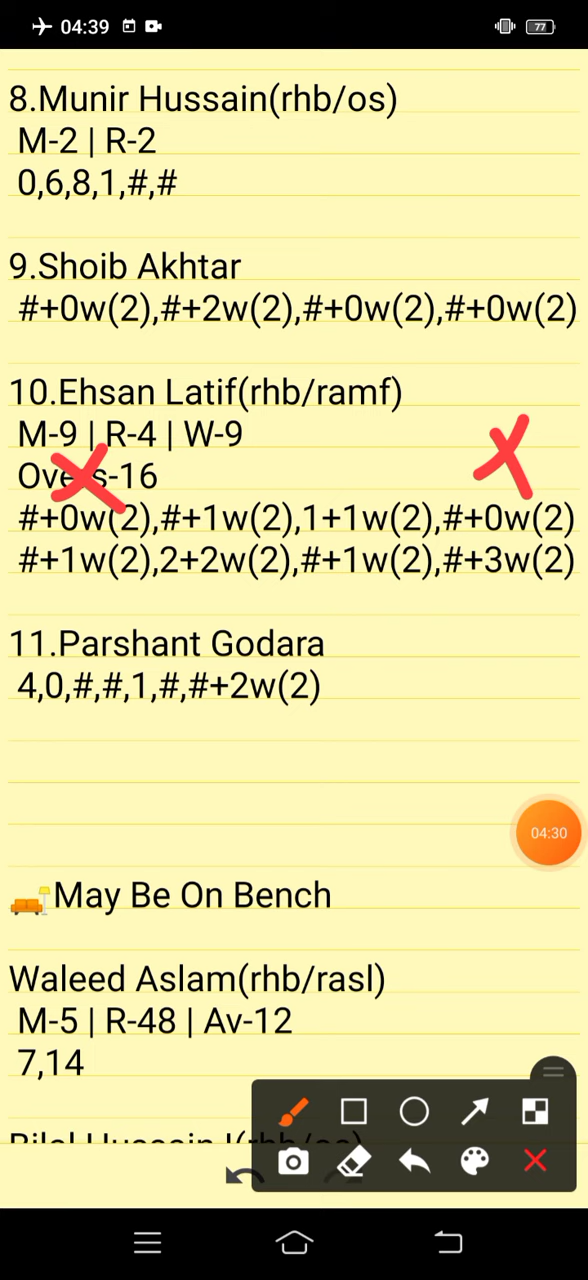 04:39
77
8.Munir Hussain(rhb/os)
M-2 | R-2
0,6,8,1,#,#
9.Shoib Akhtar
#+0w(2),#+2w(2),#+0w(2),#+0w(2)
10.Ehsan Latif(rhb/ramf)
M-9 | R-4 | W-9
Overs-16
#+0w(2),#+1w(2),1+1w(2),#+0w(2)
#+1w(2),2+2w(2),#+1w(2),#+3w(2)
11.Parshant Godara
4,0,#,#,1,#,#+2w(2)
04:30
May Be On Bench
Waleed Aslam(rhb/rasl)
M-5 | R-48 | Av-12
7,14